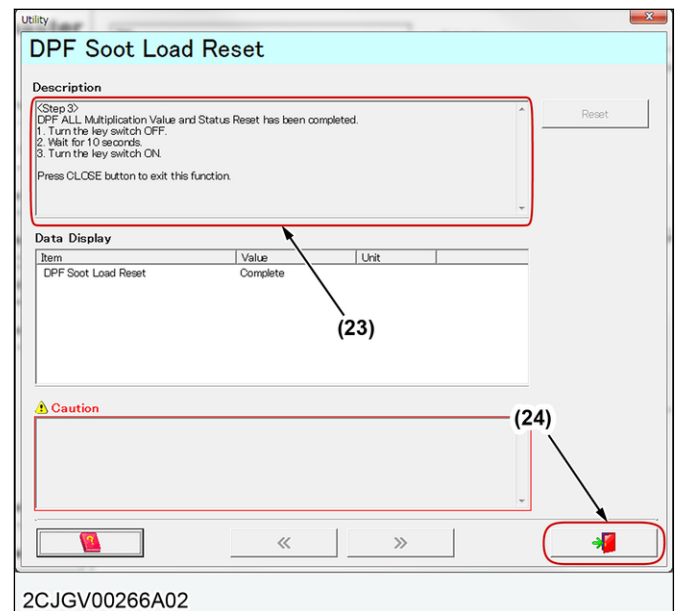 Utility
DPF Soot Load Reset
Description
<Step 3>
DPF ALL Multiplication Value and Status Reset has been completed.
1. Turn the key switch OFF.
2. Wait for 10 seconds.
3. Turn the key switch ON.
Press CLOSE button to exit this function.
Reset
Data Display
Item Value Unit
DPF Soot Load Reset Complete
(23)
Caution
(24)
2CJGV00266A02